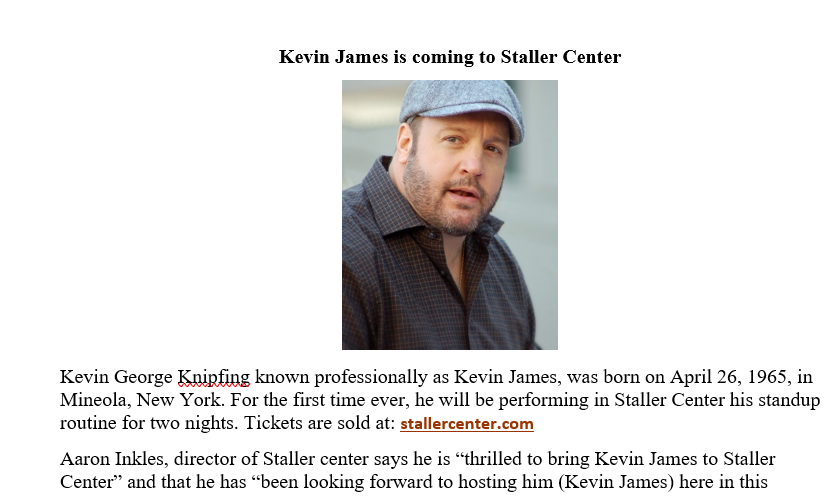 Kevin James is coming to Staller Center
Kevin George Knipfing known professionally as Kevin James, was born on April 26, 1965, in
Mineola, New York. For the first time ever, he will be performing in Staller Center his standup
routine for two nights. Tickets are sold at: stallercenter.com
Aaron Inkles, director of Staller center says he is “thrilled to bring Kevin James to Staller
Center” and that he has “been looking forward to hosting him (Kevin James) here in this